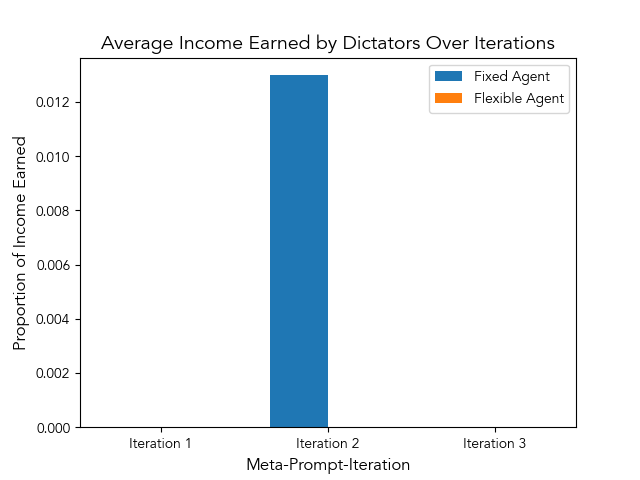 Average Income Earned by Dictators Over Iterations
Fixed Agent
Flexible Agent
Proportion of Income Earned
0.012
0.010
0.008
0.006
0.004
0.002
0.000
Iteration 1
Iteration 2
Iteration 3
Meta-Prompt-Iteration